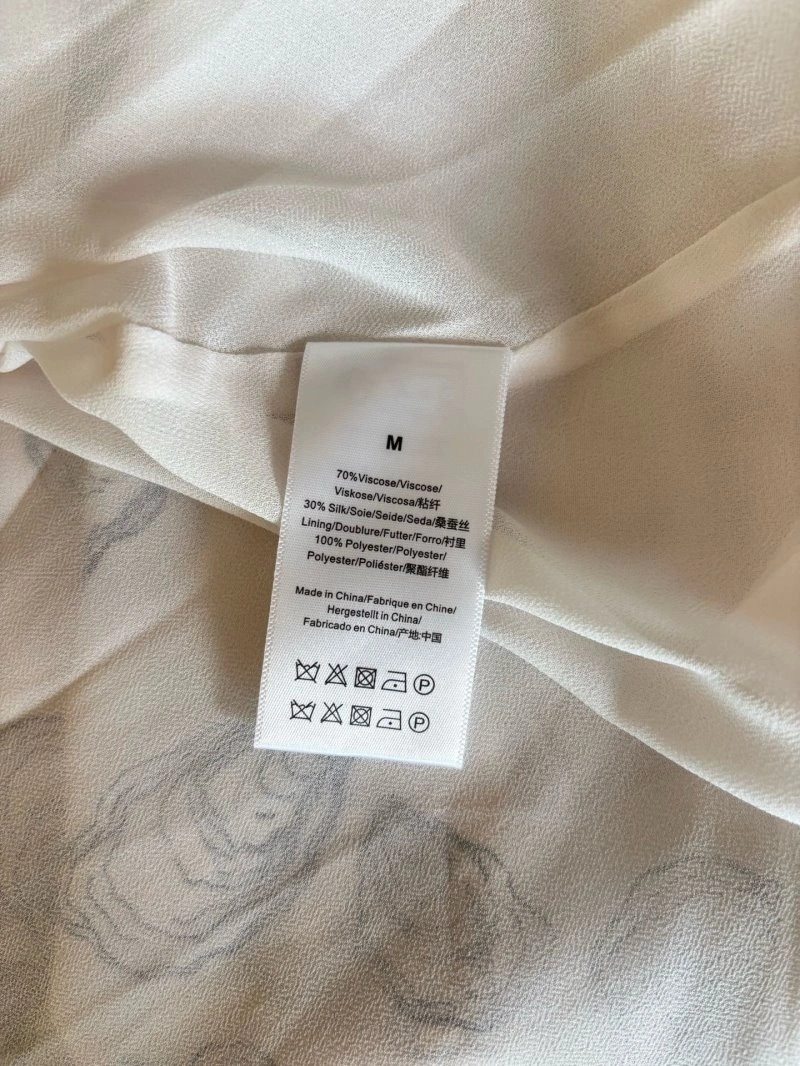 M
70%Viscose/Viscose/
Viskose/Viscosa/粘纤
30% Silk/Soie/Seide/Seda/桑蚕丝
Lining/Doublure/Futter/Forro/衬里
100% Polyester/Polyester/
Polyester/Poliéster/聚酯纤维
Made in China/Fabrique en Chine/
Hergestellt in China/
Fabricado en China/产地:中国
P
P